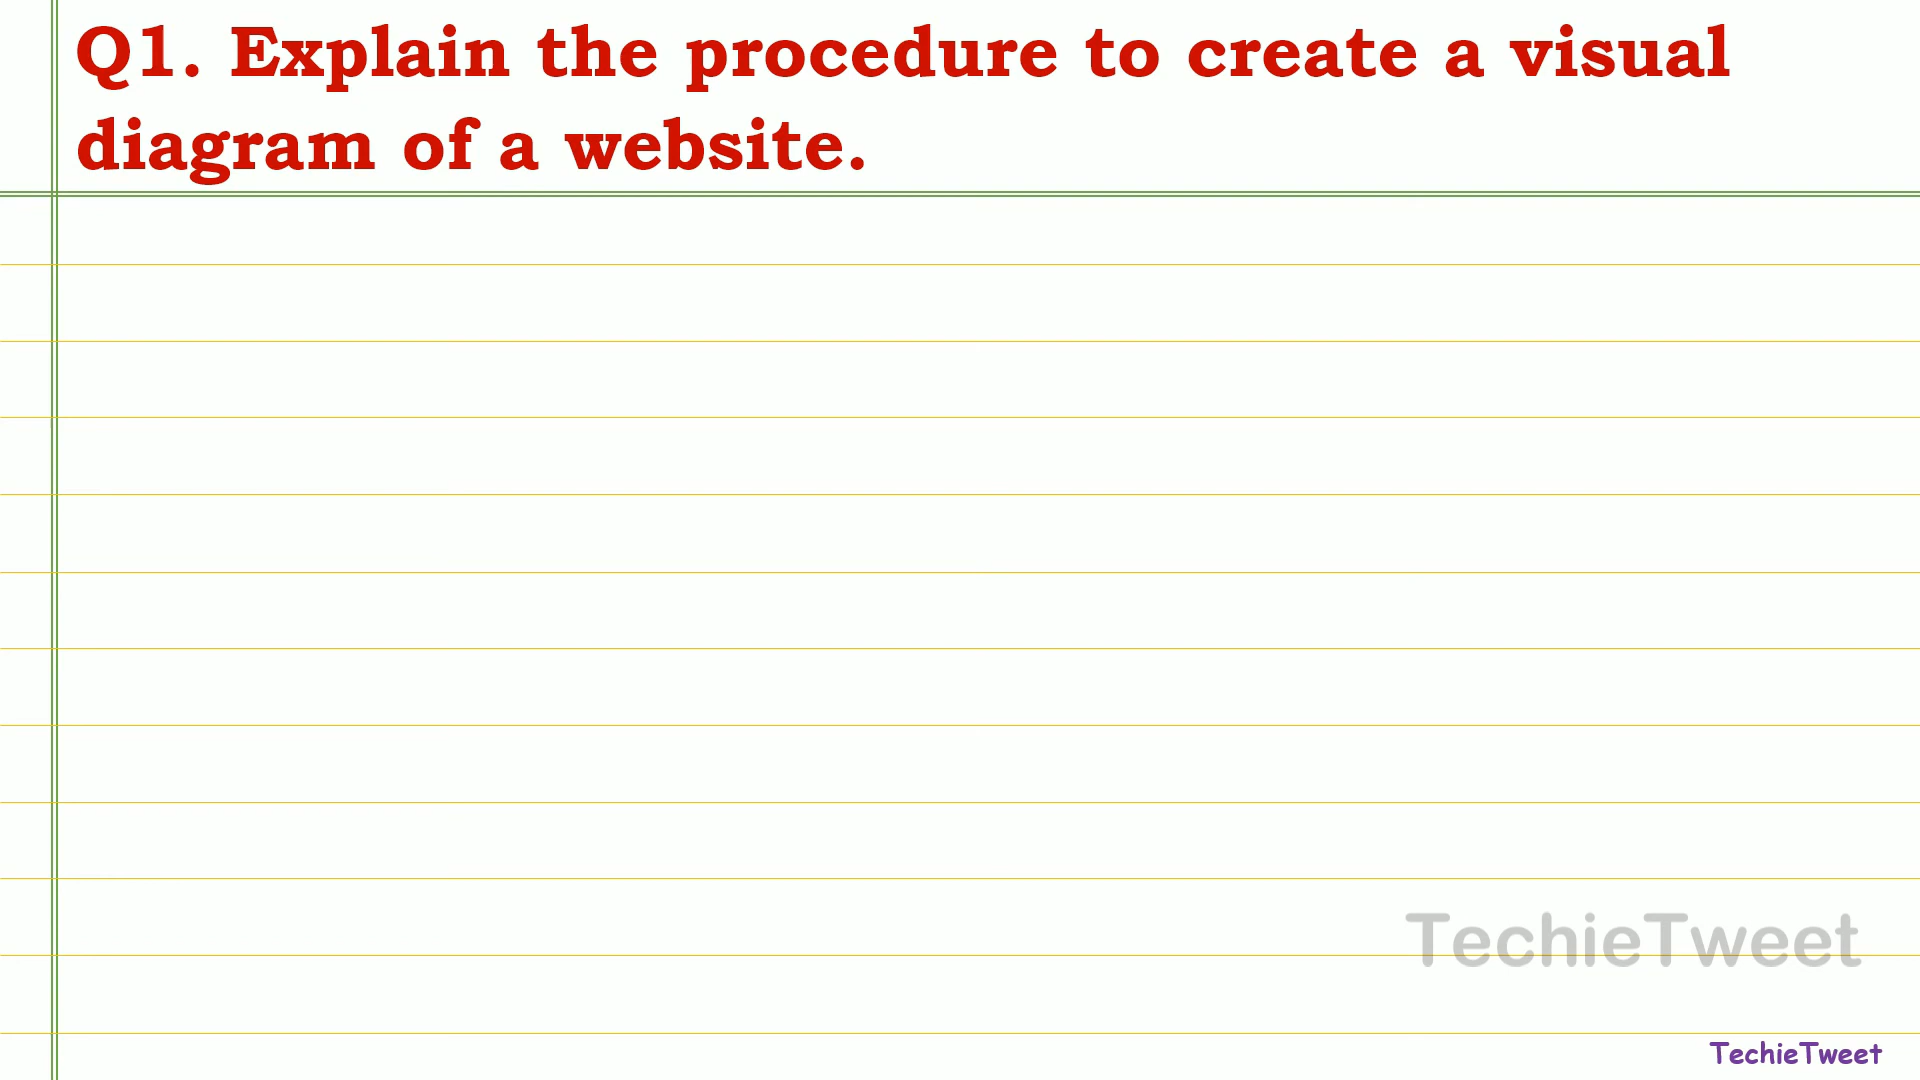 Q1. Explain the procedure to create a visual
diagram of a website.
TechieTweet
TechieTweet